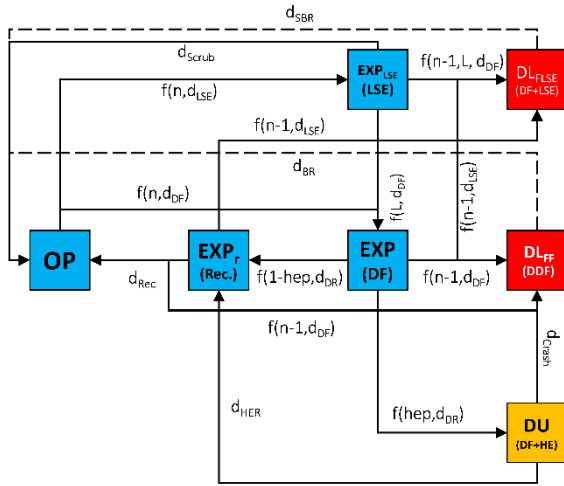 d_SBR
d_Scrub
EXP_LSE
(LSE)
f(n-1,L, d_DF)
DL_FLSE
(DF+LSE)
f(n,d_LSE)
f(n-1,d_LSE)
d_BR
f(n,d_DF)
f(L, d_DF)
f(n-1,d_LSE)
OP
EXP_r
(Rec.)
EXP
(DF)
DL_FF
(DDF)
d_Rec
f(1-hep,d_DR)
f(n-1,d_DF)
f(n-1,d_DF)
d_Crash
d_HER
f(hep,d_DR)
DU
(DF+HE)